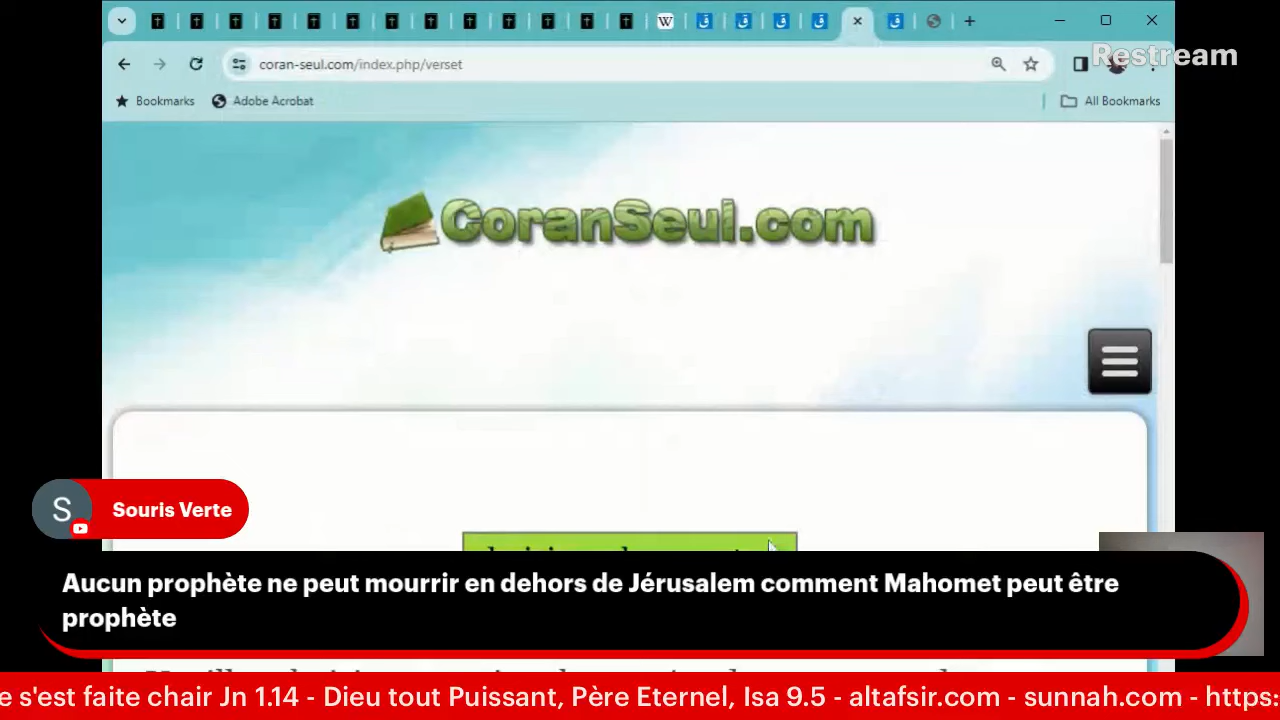 coran-seul.com/index.php/verset
Restream
Bookmarks
Adobe Acrobat
All Bookmarks
CoranSeul.com
S
Souris Verte
Aucun prophète ne peut mourrir en dehors de Jérusalem comment Mahomet peut être
prophète
e s'est faite chair Jn 1.14 - Dieu tout Puissant, Père Eternel, Isa 9.5 - altafsir.com - sunnah.com - https: